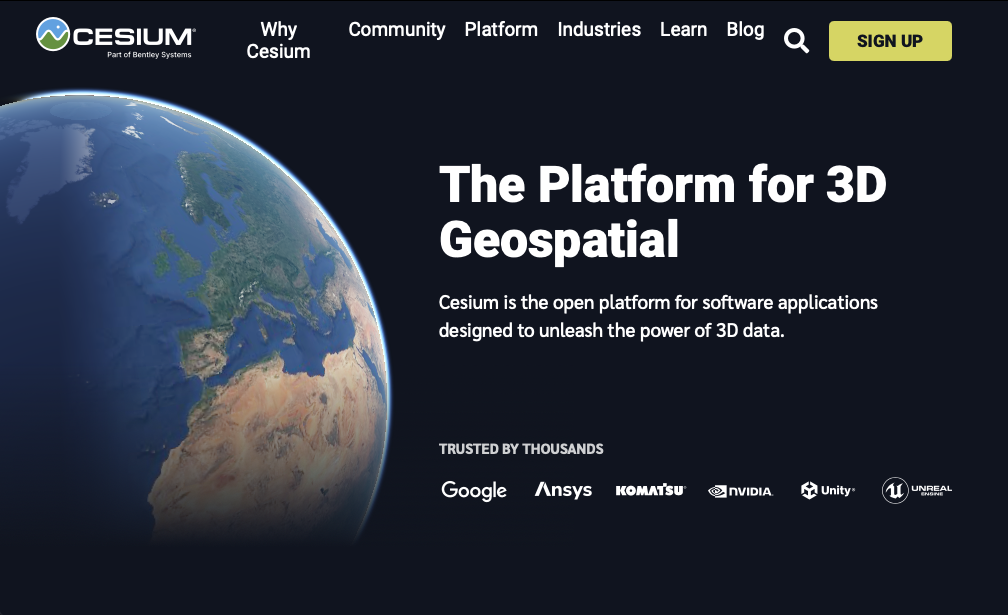 CESIUM®
Part of Bentley Systems
Why
Cesium
Community
Platform
Industries
Learn
Blog
SIGN UP
The Platform for 3D
Geospatial
Cesium is the open platform for software applications
designed to unleash the power of 3D data.
TRUSTED BY THOUSANDS
Google
Ansys
KOMATSU
NVIDIA
Unity
UNREAL
ENGINE